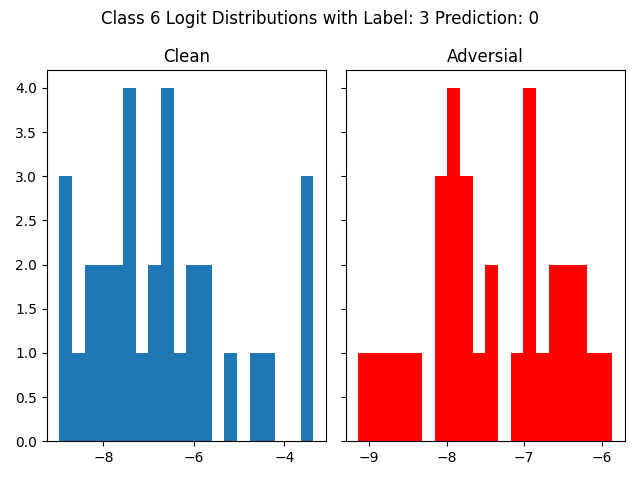 Class 6 Logit Distributions with Label: 3 Prediction: 0
Clean
Adversial
4.0
3.5
3.0
2.5
2.0
1.5
1.0
0.5
0.0
−8 −6 −4
−9 −8 −7 −6